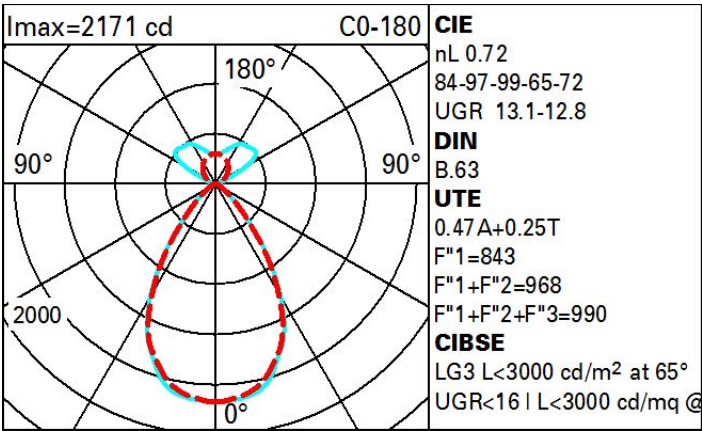 Imax=2171 cd C0-180
180°
90° 90°
2000
0°
CIE
nL 0.72
84-97-99-65-72
UGR 13.1-12.8
DIN
B.63
UTE
0.47A+0.25T
F"1=843
F"1+F"2=968
F"1+F"2+F"3=990
CIBSE
LG3 L<3000 cd/m² at 65°
UGR<16 | L<3000 cd/mq @